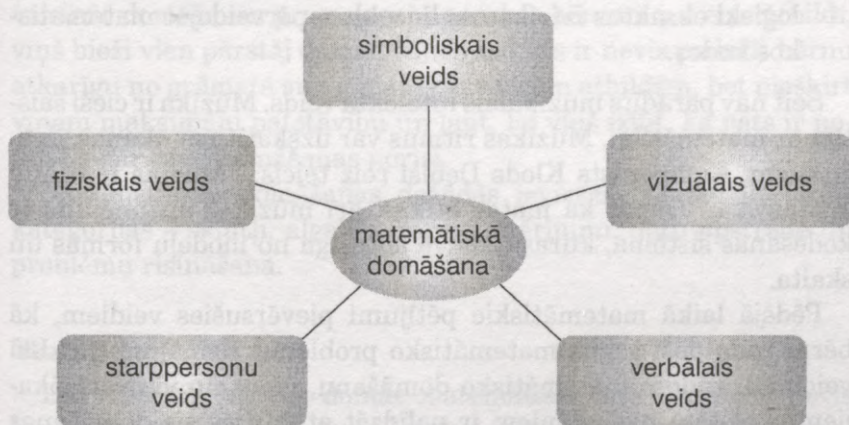 simboliskais
veids
fiziskais veids
vizuālais veids
matemātiskā
domāšana
starppersonu
veids
verbālais
veids